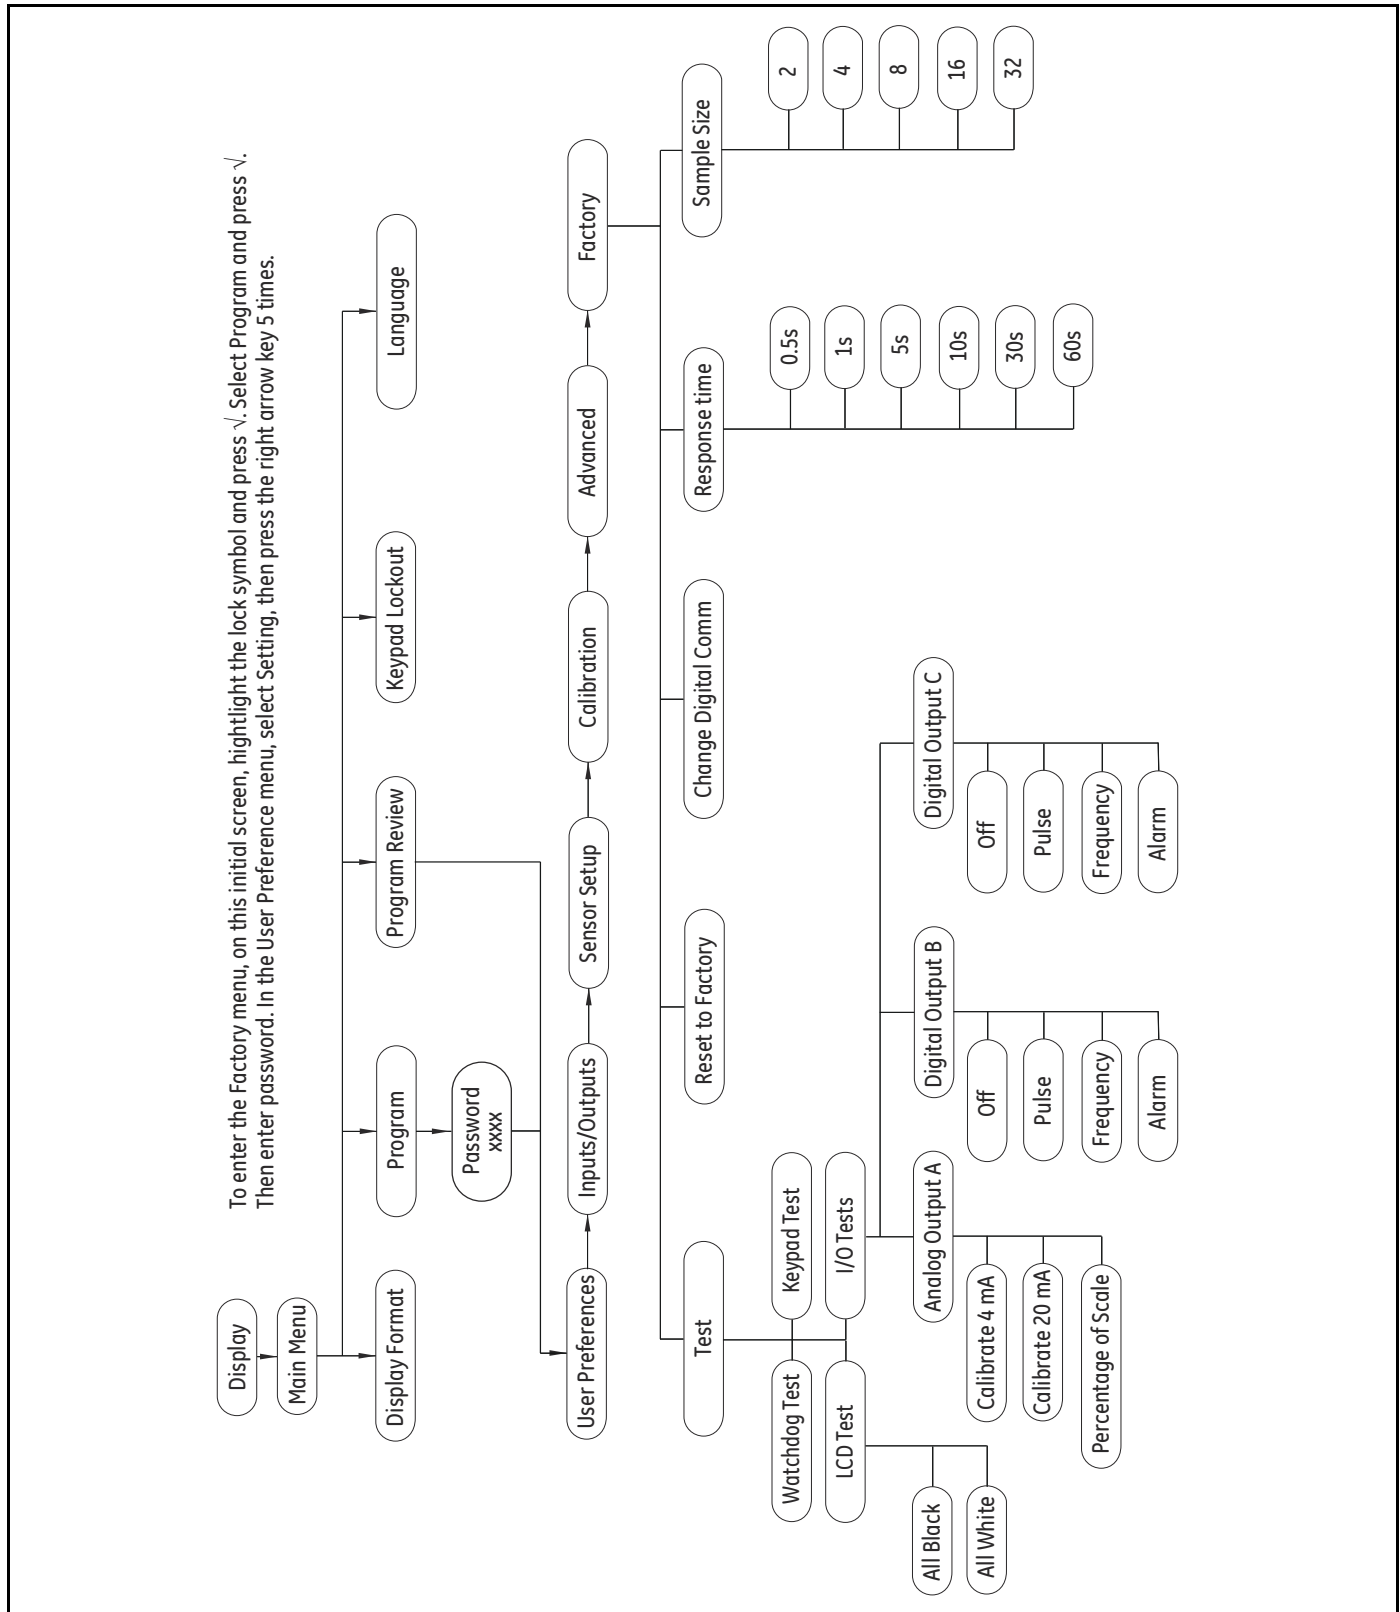 To enter the Factory menu, on this initial screen, hightlight the lock symbol and press √. Select Program and press √.
Then enter password. In the User Preference menu, select Setting, then press the right arrow key 5 times.
Display
Main Menu
Display Format
Program
Program Review
Keypad Lockout
Language
Password
xxxx
User Preferences
Inputs/Outputs
Sensor Setup
Calibration
Advanced
Factory
Test
Reset to Factory
Change Digital Comm
Response time
Sample Size
Watchdog Test
Keypad Test
LCD Test
I/O Tests
0.5s
1s
5s
10s
30s
60s
2
4
8
16
32
All Black
All White
Analog Output A
Digital Output B
Digital Output C
Calibrate 4 mA
Calibrate 20 mA
Percentage of Scale
Off
Pulse
Frequency
Alarm
Off
Pulse
Frequency
Alarm